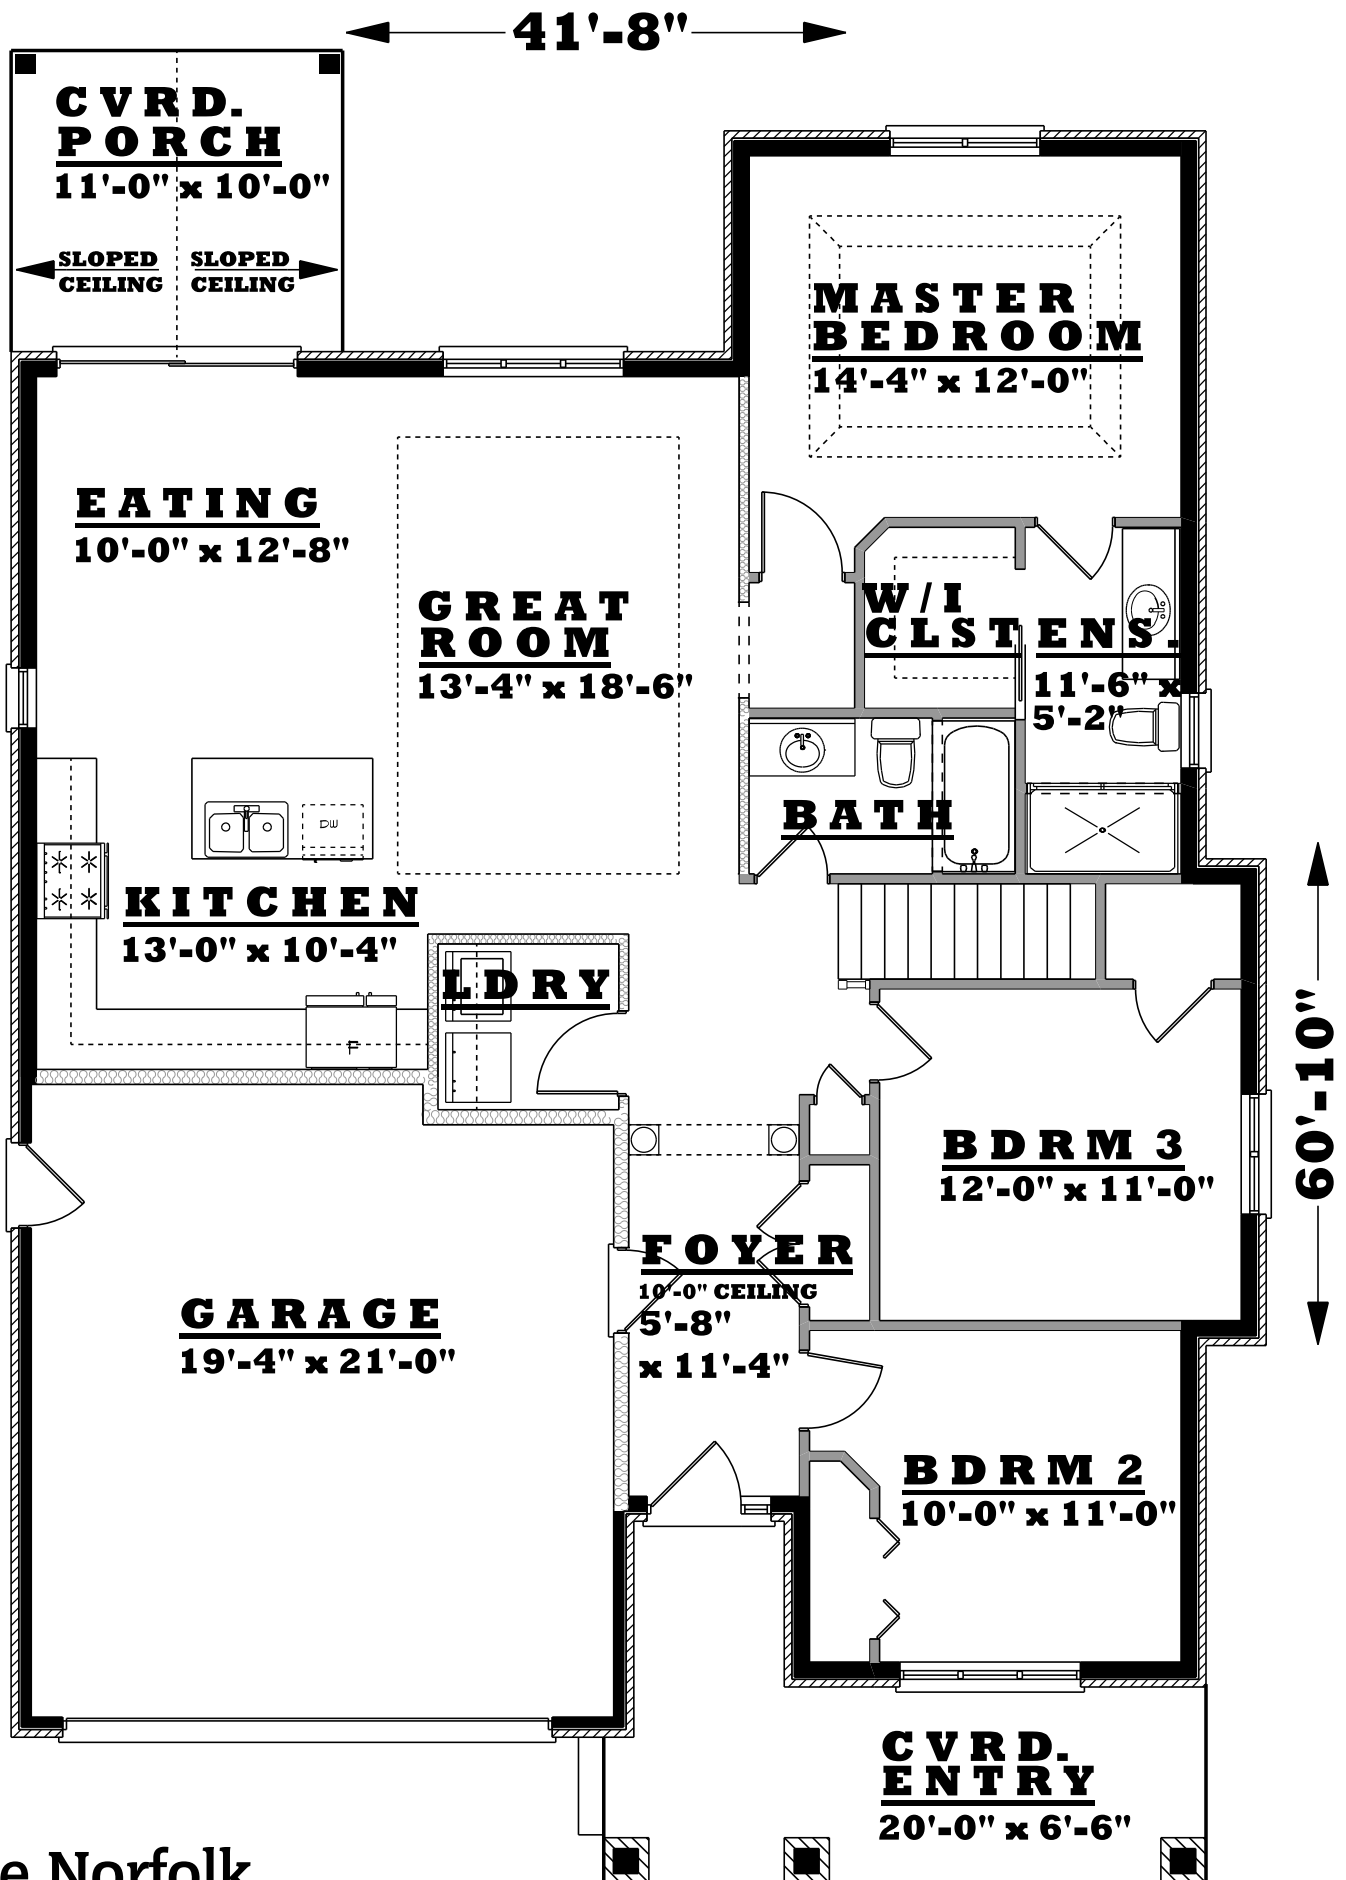 41'-8"
CVRD.
PORCH
11'-0" x 10'-0"
SLOPED
CEILING
SLOPED
CEILING
MASTER
BEDROOM
14'-4" x 12'-0"
EATING
10'-0" x 12'-8"
GREAT
ROOM
13'-4" x 18'-6"
W/I
CLST
ENS.
11'-6" x
5'-2"
DW
BATH
KITCHEN
13'-0" x 10'-4"
LDRY
F
60'-10"
BDRM 3
12'-0" x 11'-0"
FOYER
10'-0" CEILING
5'-8"
x 11'-4"
GARAGE
19'-4" x 21'-0"
BDRM 2
10'-0" x 11'-0"
CVRD.
ENTRY
20'-0" x 6'-6"
e Norfolk